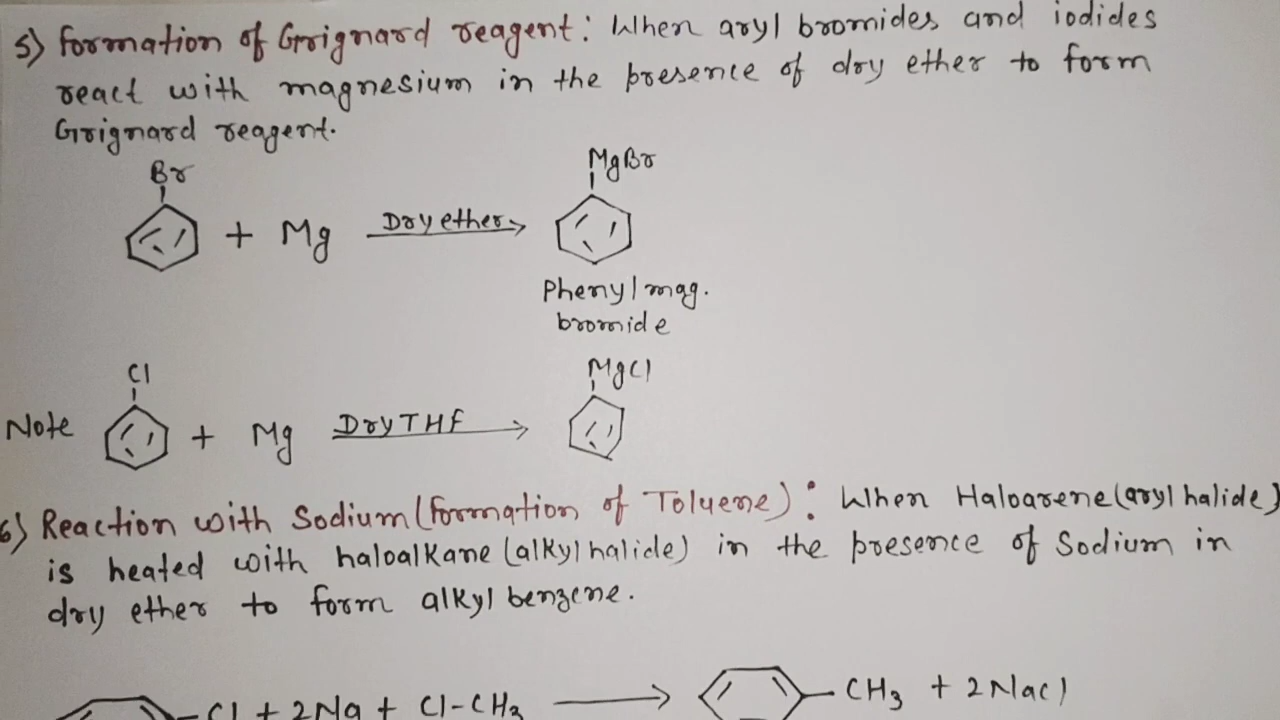 5) Formation of Grignard reagent: When aryl bromides and iodides
react with magnesium in the presence of dry ether to form
Grignard reagent.
Br
MgBr
+ Mg Dry ether
Phenyl mag.
bromide
Cl
MgCl
Note + Mg Dry THF
6) Reaction with Sodium (Formation of Toluene): When Haloarene (aryl halide)
is heated with haloalkane (alkyl halide) in the presence of Sodium in
dry ether to form alkyl benzene.
Cl + 2Na + Cl-CH3 CH3 + 2NaCl